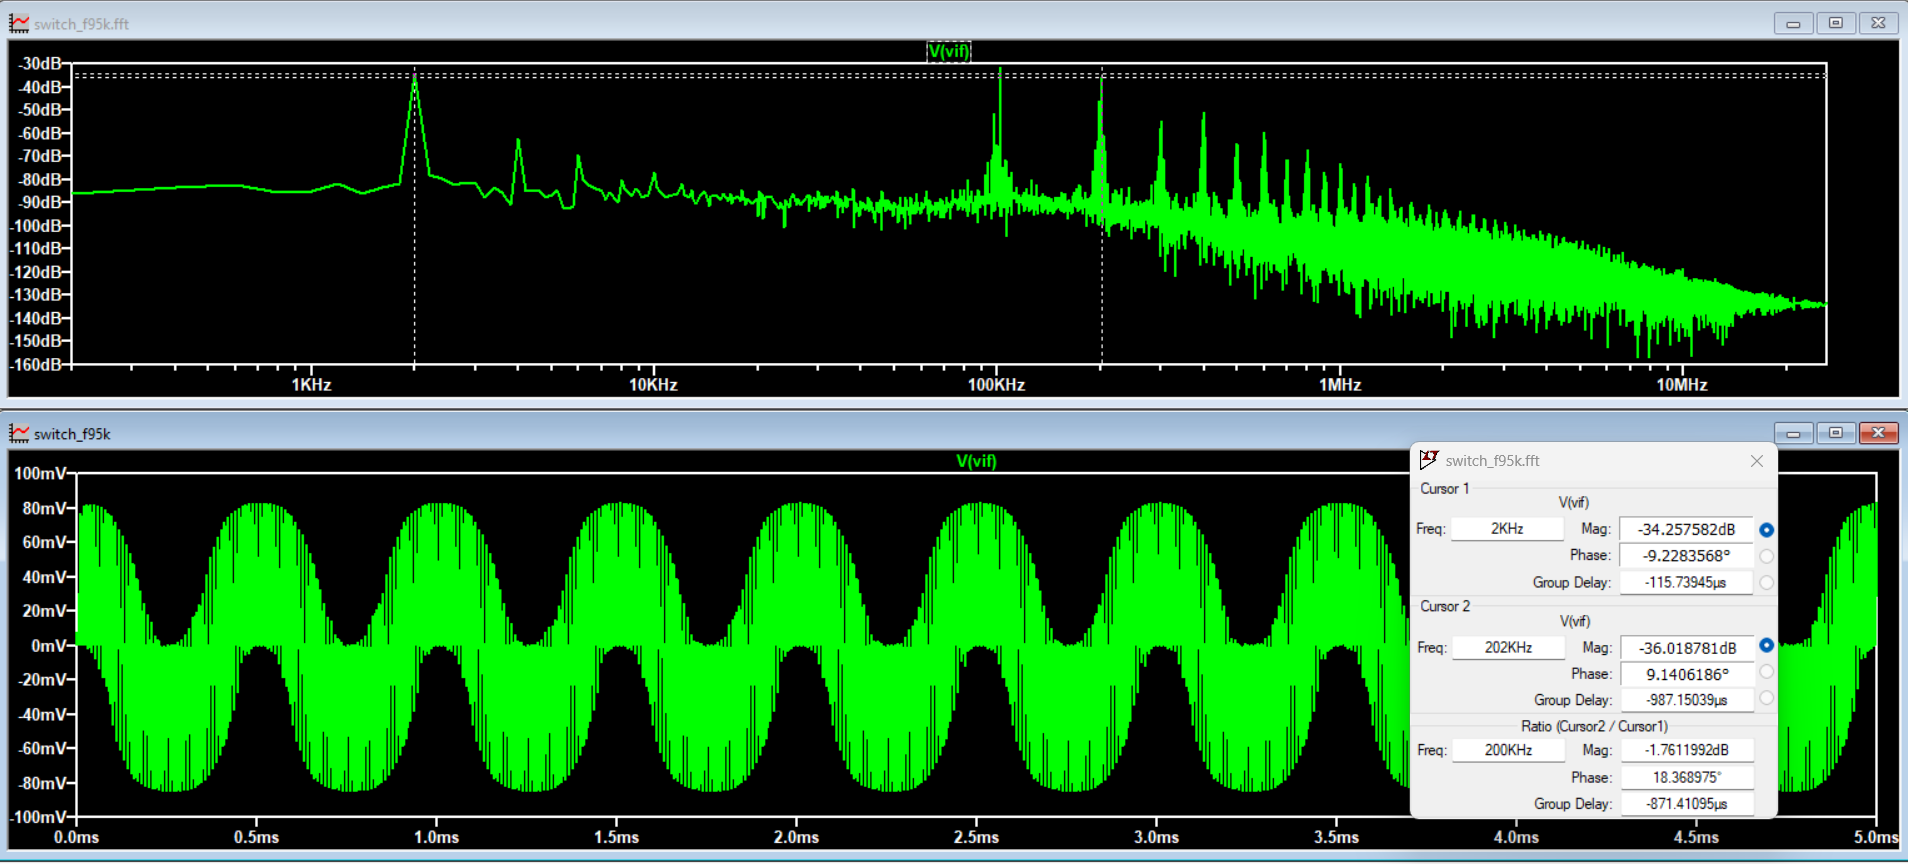 switch_f95k.fft
V(vif)
-30dB
-40dB
-50dB
-60dB
-70dB
-80dB
-90dB
-100dB
-110dB
-120dB
-130dB
-140dB
-150dB
-160dB
1KHz 10KHz 100KHz 1MHz 10MHz
switch_f95k
V(vif)
100mV
80mV
60mV
40mV
20mV
0mV
-20mV
-40mV
-60mV
-80mV
-100mV
0.0ms 0.5ms 1.0ms 1.5ms 2.0ms 2.5ms 3.0ms 3.5ms 4.0ms 4.5ms 5.0ms
switch_f95k.fft
Cursor 1
V(vif)
Freq: 2KHz Mag: -34.257582dB
Phase: -9.2283568°
Group Delay: -115.73945µs
Cursor 2
V(vif)
Freq: 202KHz Mag: -36.018781dB
Phase: 9.1406186°
Group Delay: -987.15039µs
Ratio (Cursor2 / Cursor1)
Freq: 200KHz Mag: -1.7611992dB
Phase: 18.368975°
Group Delay: -871.41095µs